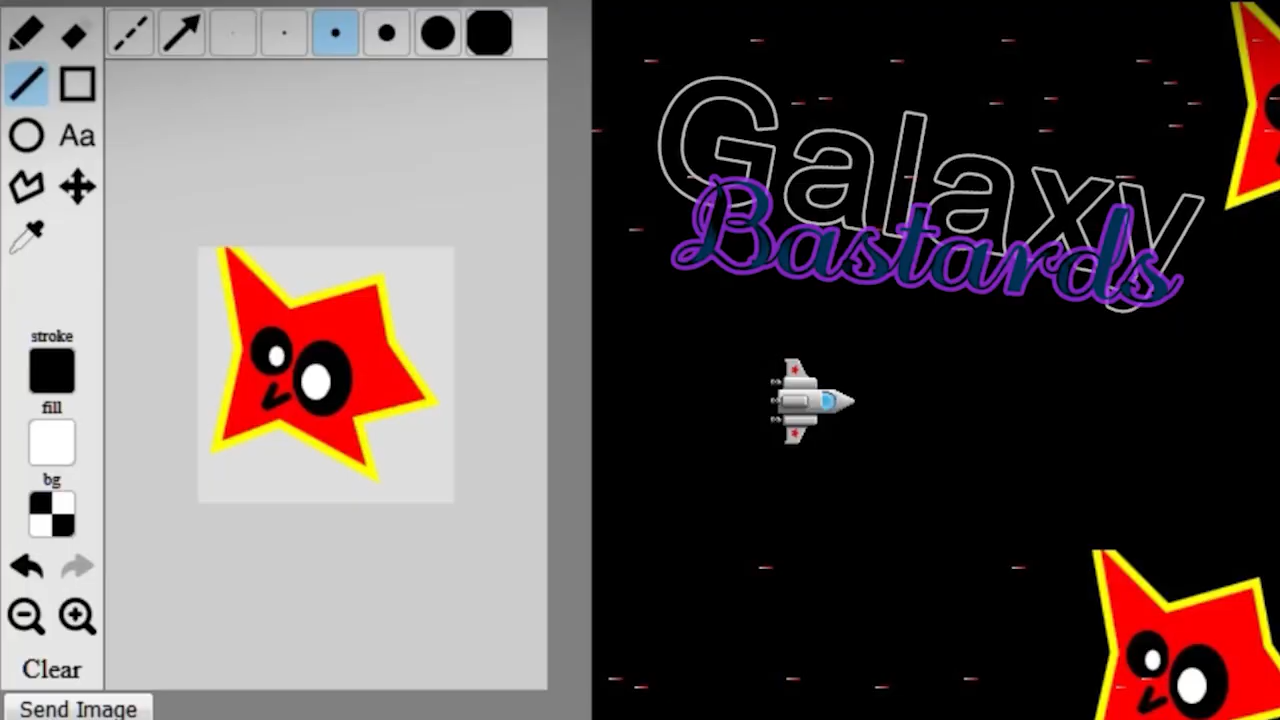 Aa
stroke
fill
bg
Clear
Send Image
Galaxy
Bastards